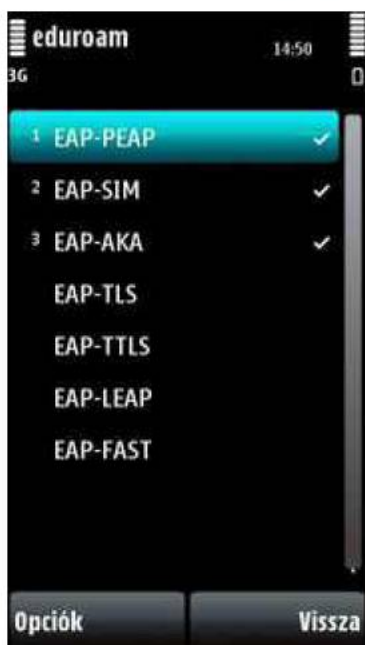 eduroam
14:50
3G
1 EAP-PEAP
2 EAP-SIM
3 EAP-AKA
EAP-TLS
EAP-TTLS
EAP-LEAP
EAP-FAST
Opciók Vissza